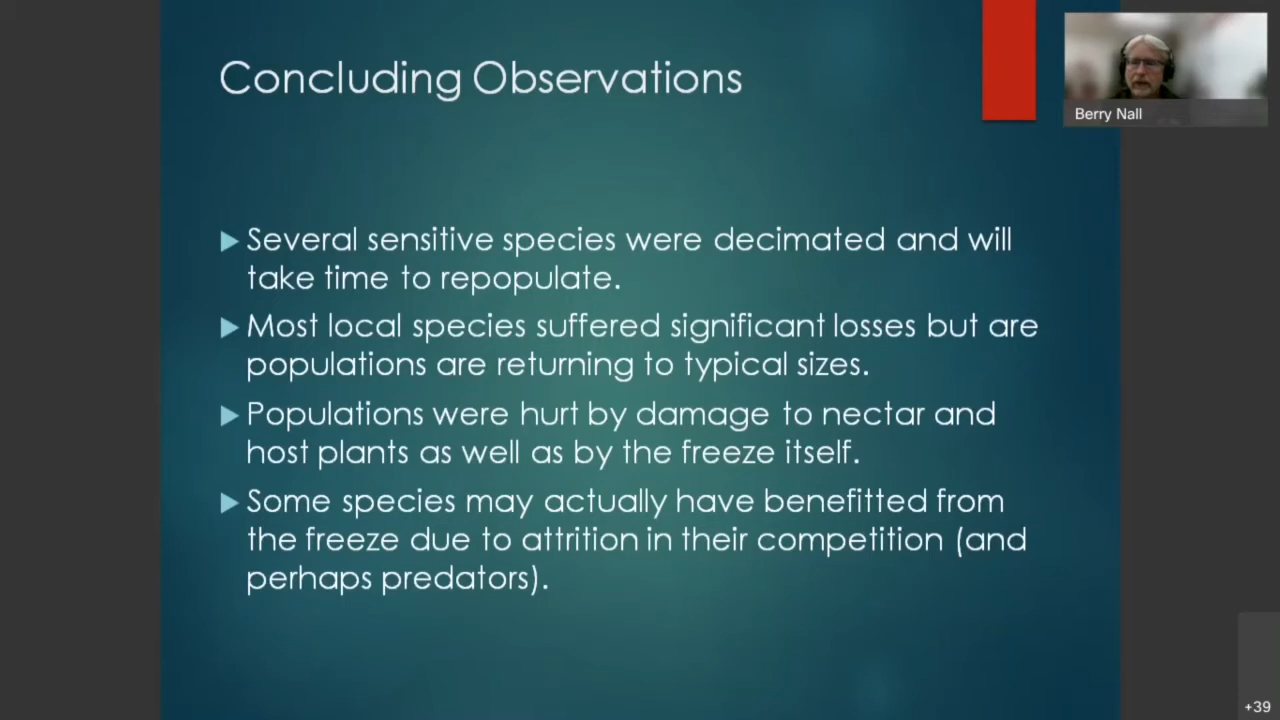 Concluding Observations
Berry Nall
Several sensitive species were decimated and will
take time to repopulate.
Most local species suffered significant losses but are
populations are returning to typical sizes.
Populations were hurt by damage to nectar and
host plants as well as by the freeze itself.
Some species may actually have benefitted from
the freeze due to attrition in their competition (and
perhaps predators).
+39